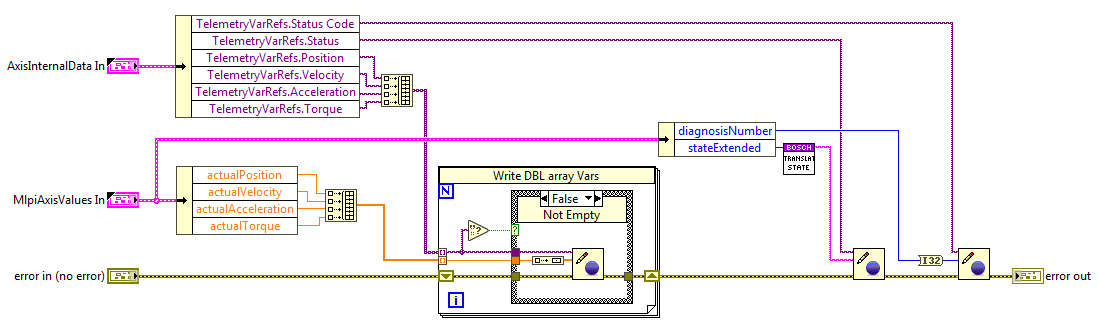 TelemetryVarRefs.Status Code
TelemetryVarRefs.Status
TelemetryVarRefs.Position
TelemetryVarRefs.Velocity
TelemetryVarRefs.Acceleration
TelemetryVarRefs.Torque
AxisInternalData In
diagnosisNumber
stateExtended
BOSCH
TRANSLAT
STATE
actualPosition
actualVelocity
actualAcceleration
actualTorque
MlpiAxisValues In
Write DBL array Vars
N
False
Not Empty
?
?
i
error in (no error)
I32
error out